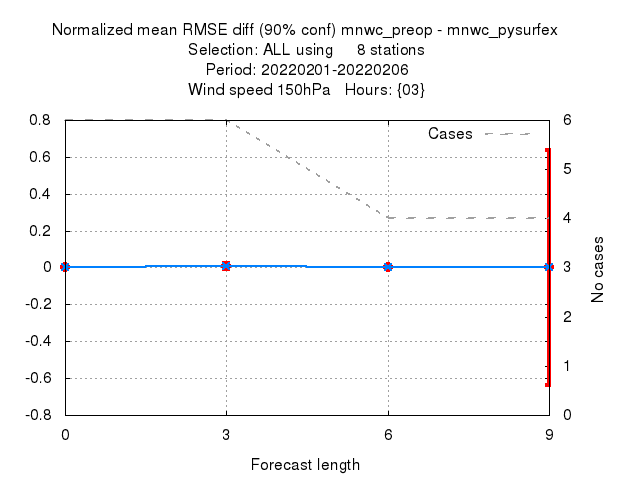 Normalized mean RMSE diff (90% conf) mnwc_preop - mnwc_pysurfex
Selection: ALL using 8 stations
Period: 20220201-20220206
Wind speed 150hPa Hours: {03}
Cases
0.8
0.6
0.4
0.2
0
-0.2
-0.4
-0.6
-0.8
6
5
4
3
2
1
0
No cases
0 3 6 9
Forecast length